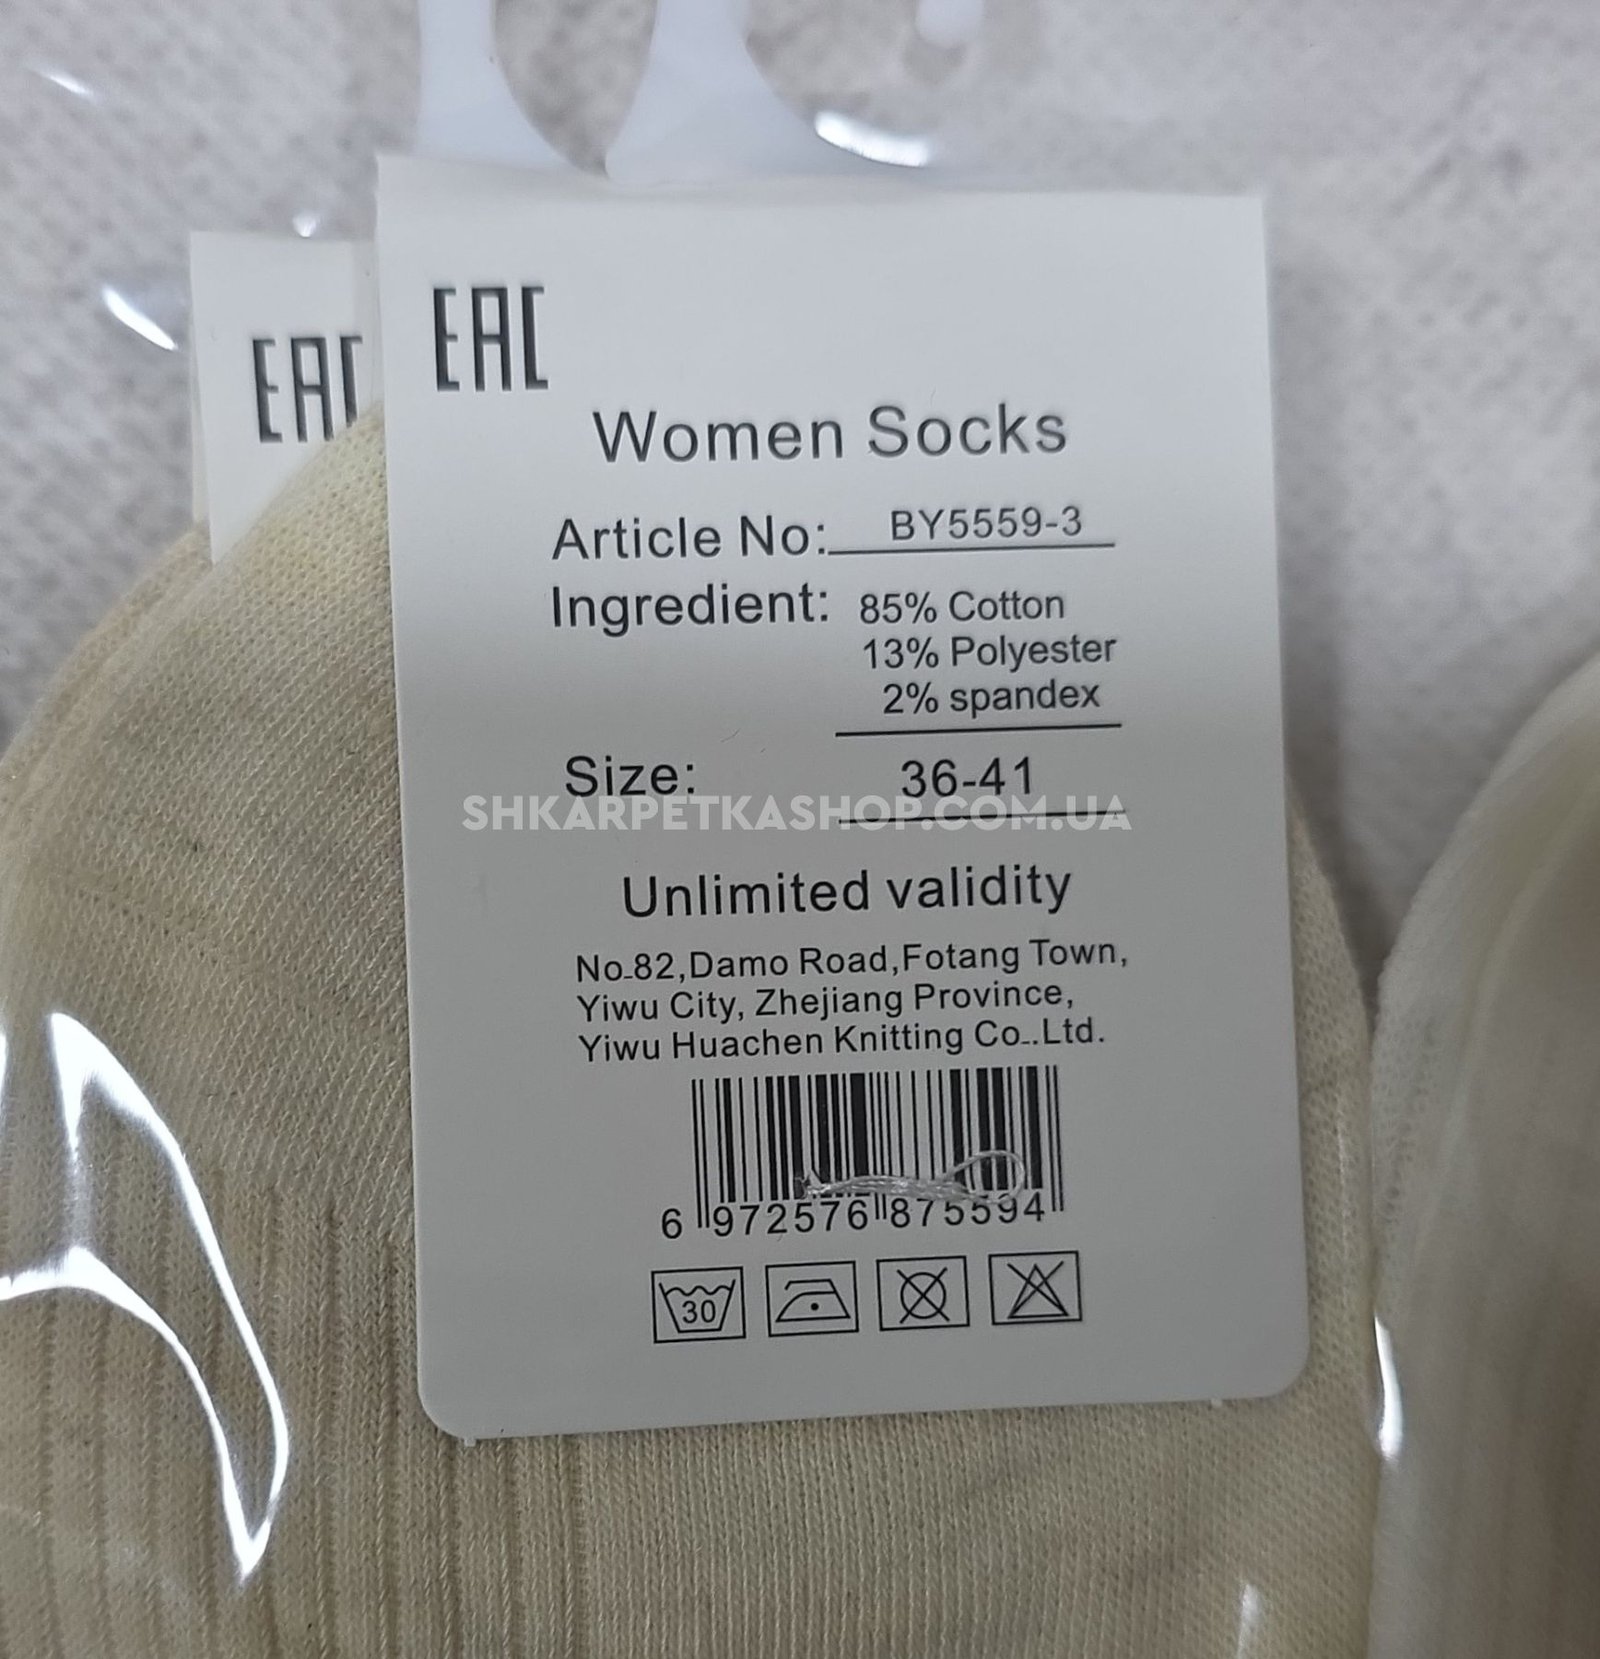 EAC
EAC
Women Socks
Article No: BY5559-3
Ingredient: 85% Cotton
13% Polyester
2% spandex
Size: 36-41
SHKARPETKASHOP.COM.UA
Unlimited validity
No.82,Damo Road,Fotang Town,
Yiwu City, Zhejiang Province,
Yiwu Huachen Knitting Co..Ltd.
6 972576 875594
30